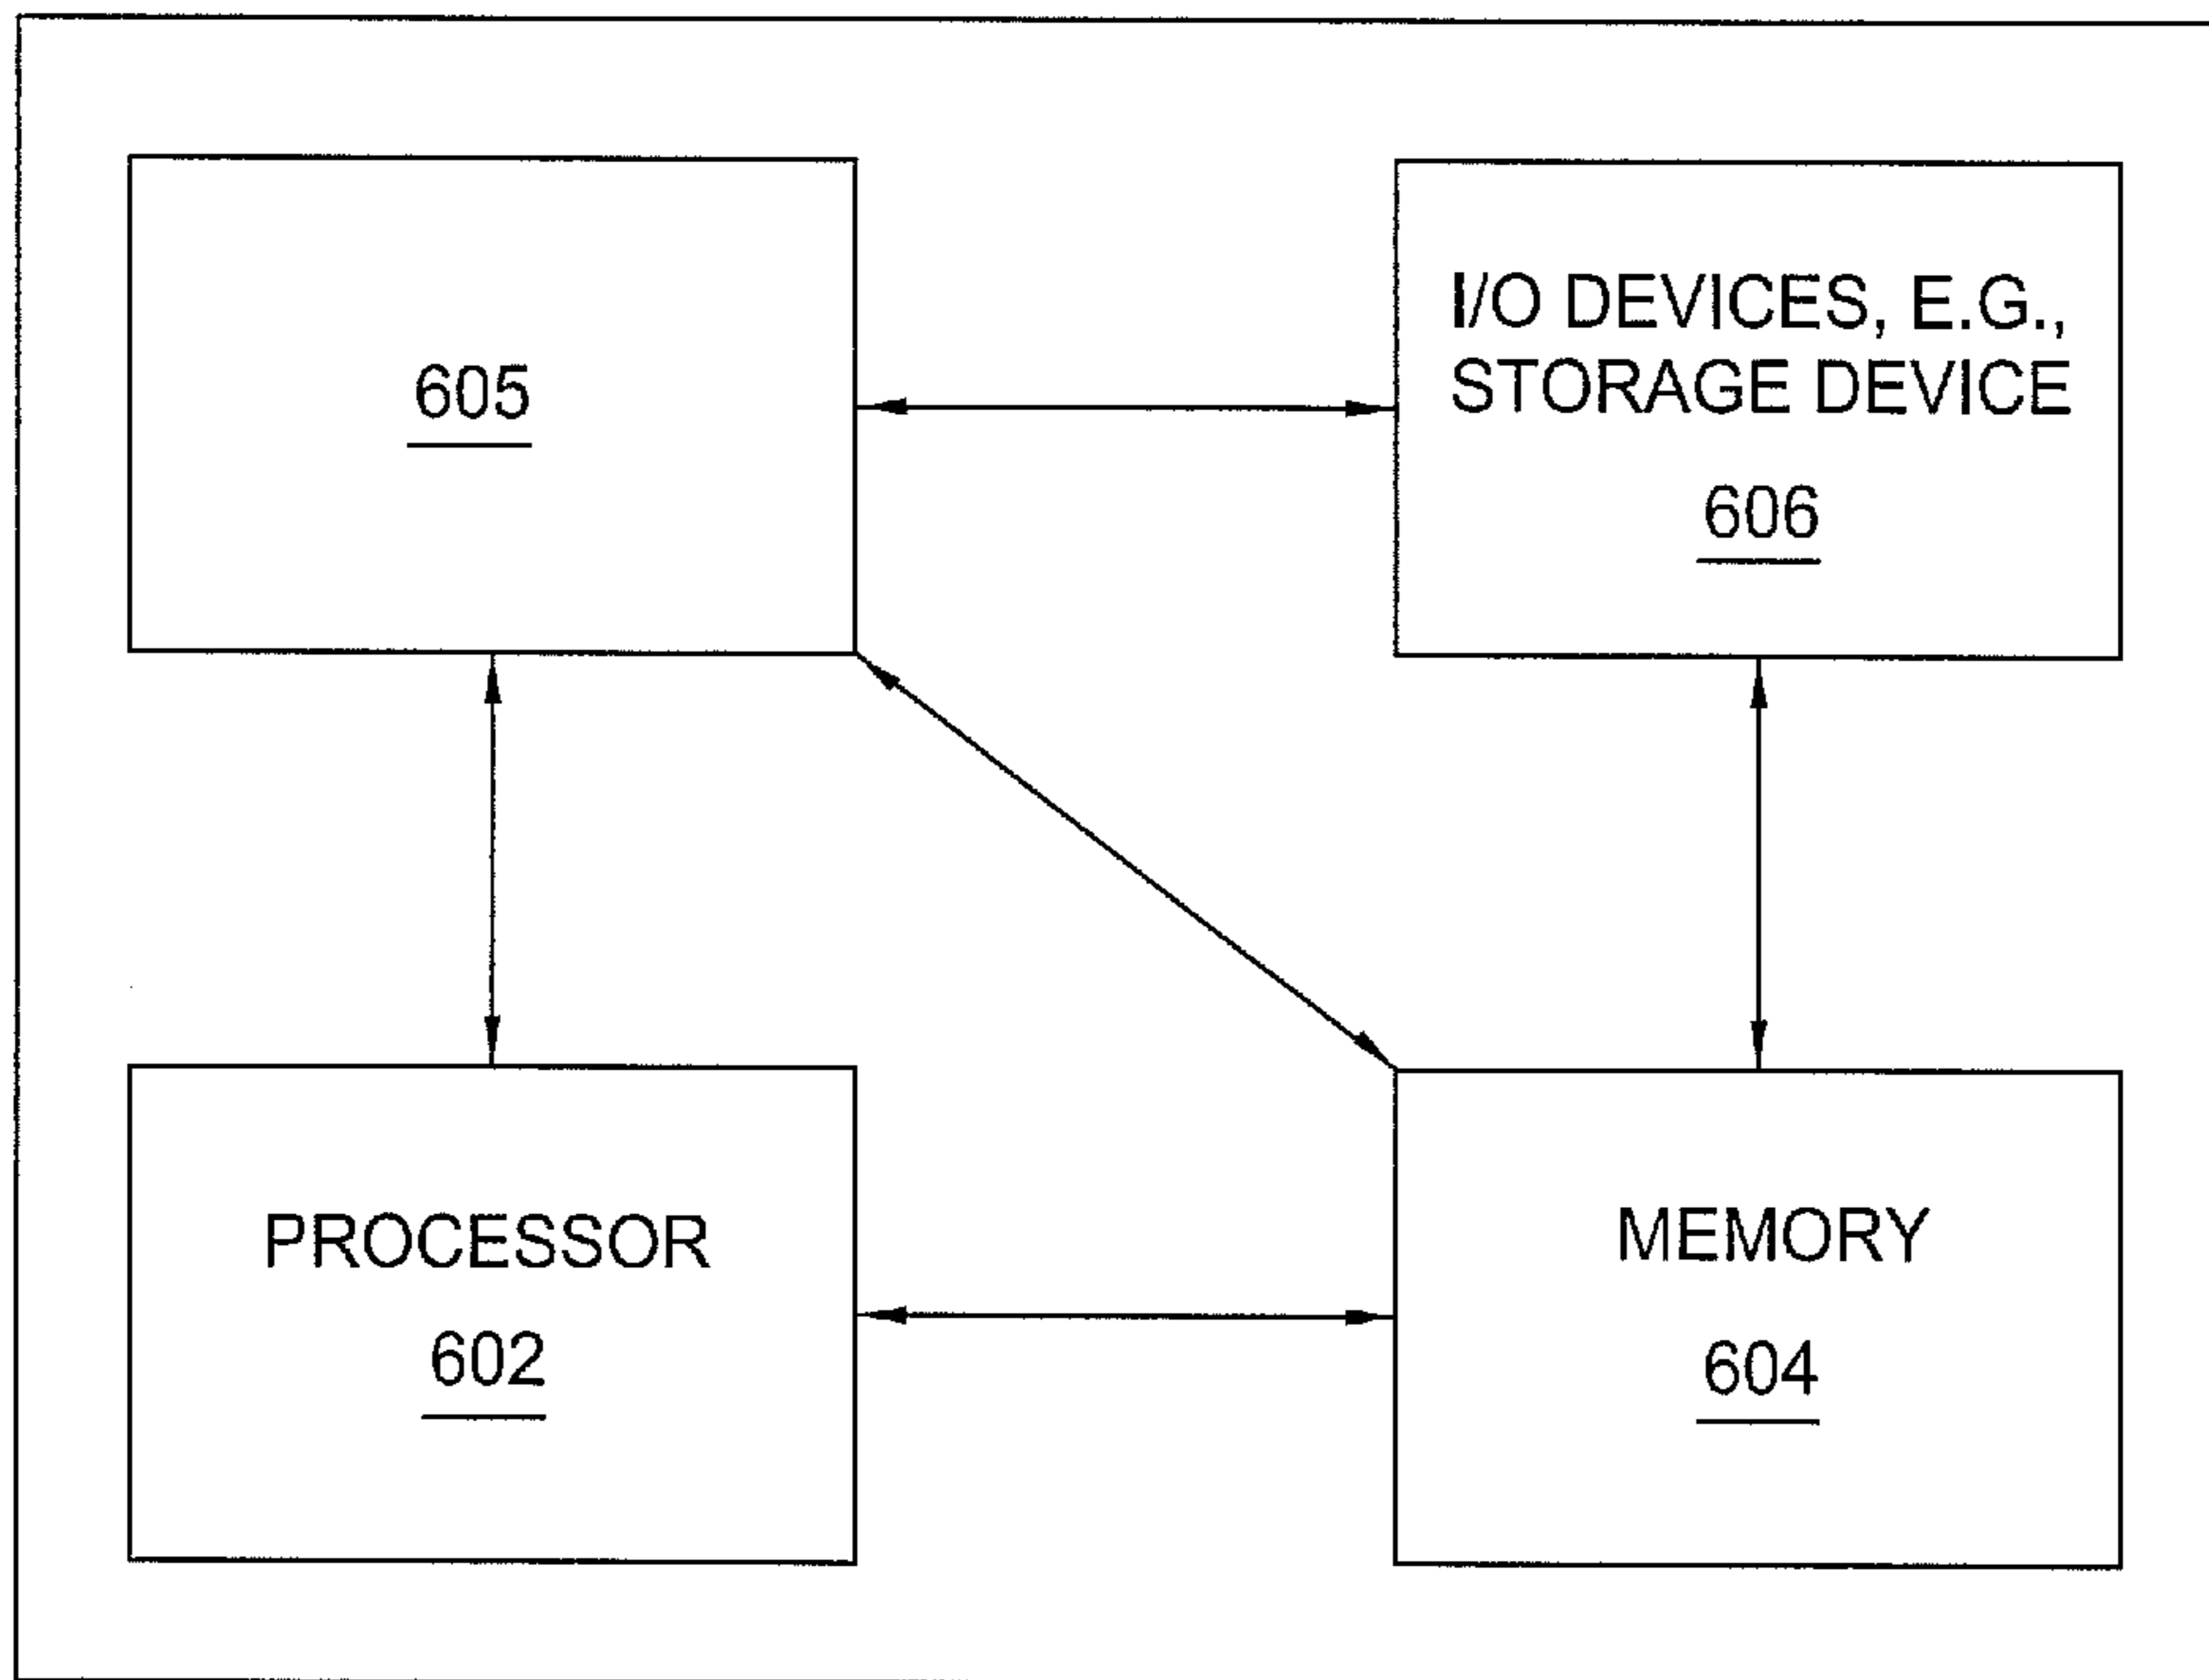 605
I/O DEVICES, E.G.,
STORAGE DEVICE
606
PROCESSOR
602
MEMORY
604